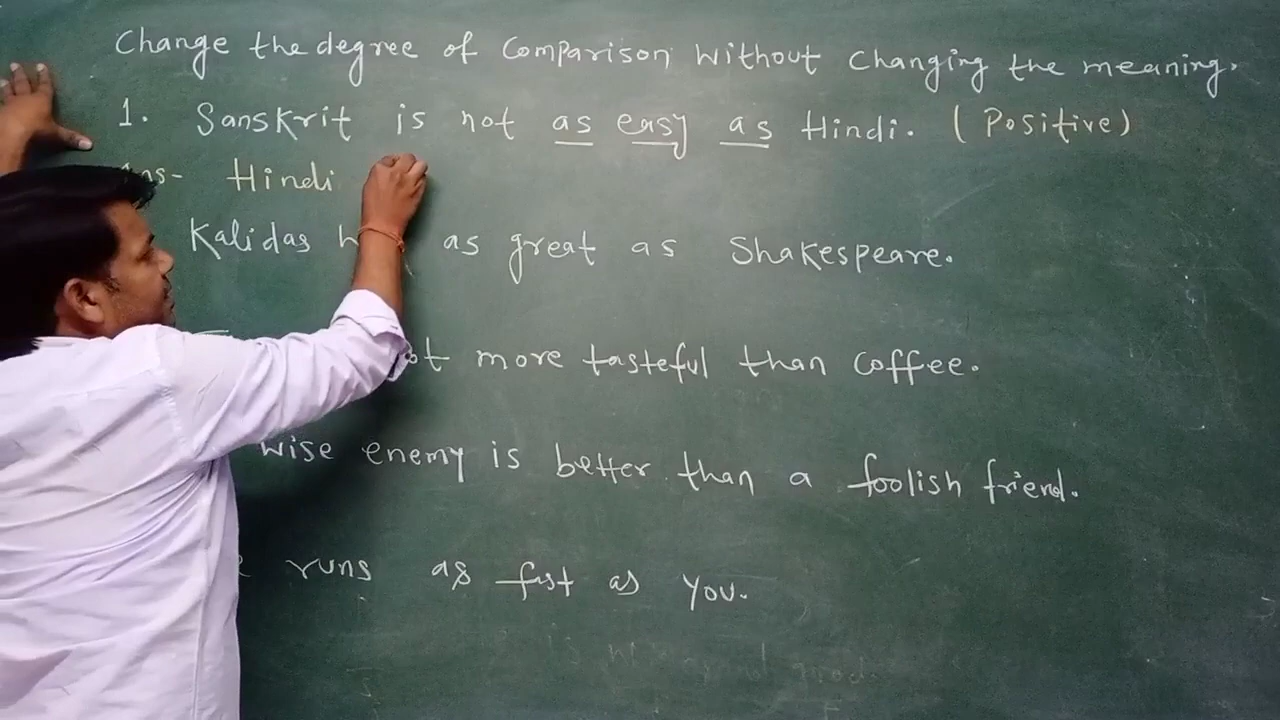 Change the degree of Comparison without Changing the meaning.
1. Sanskrit is not as easy as Hindi. (Positive)
Ans- Hindi
Kalidas as great as Shakespeare.
more tasteful than coffee.
wise enemy is better than a foolish friend.
runs as fast as you.